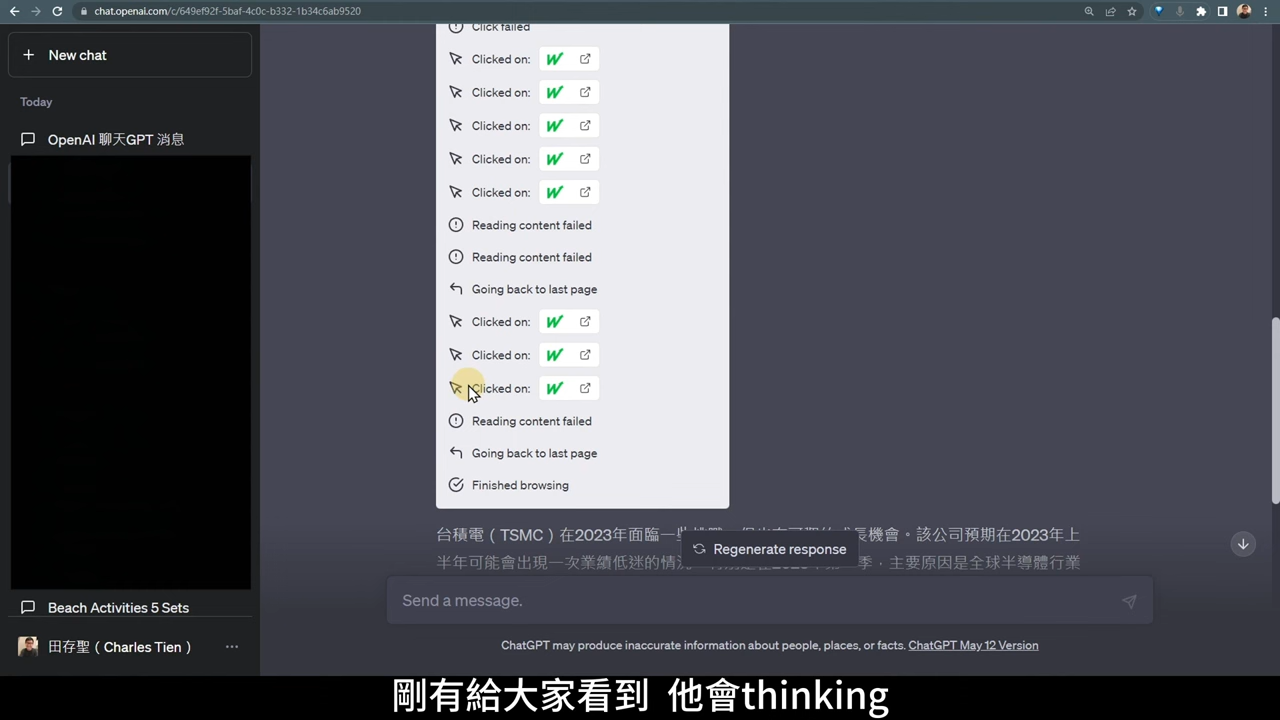 chat.openai.com/c/649ef92f-5baf-4c0c-b332-1b34c6ab9520
New chat
Today
OpenAI 聊天GPT 消息
Beach Activities 5 Sets
田存聖 ( Charles Tien )
Click failed
Clicked on:
Clicked on:
Clicked on:
Clicked on:
Clicked on:
Reading content failed
Reading content failed
Going back to last page
Clicked on:
Clicked on:
Clicked on:
Reading content failed
Going back to last page
Finished browsing
台積電 ( TSMC ) 在2023年面臨一些挑戰，但也有可觀的成長機會。該公司預期在2023年上
半年可能會出現一次業績低迷的情況，季，主要原因是全球半導體行業
Regenerate response
Send a message.
ChatGPT may produce inaccurate information about people, places, or facts. ChatGPT May 12 Version
剛有給大家看到 他會thinking